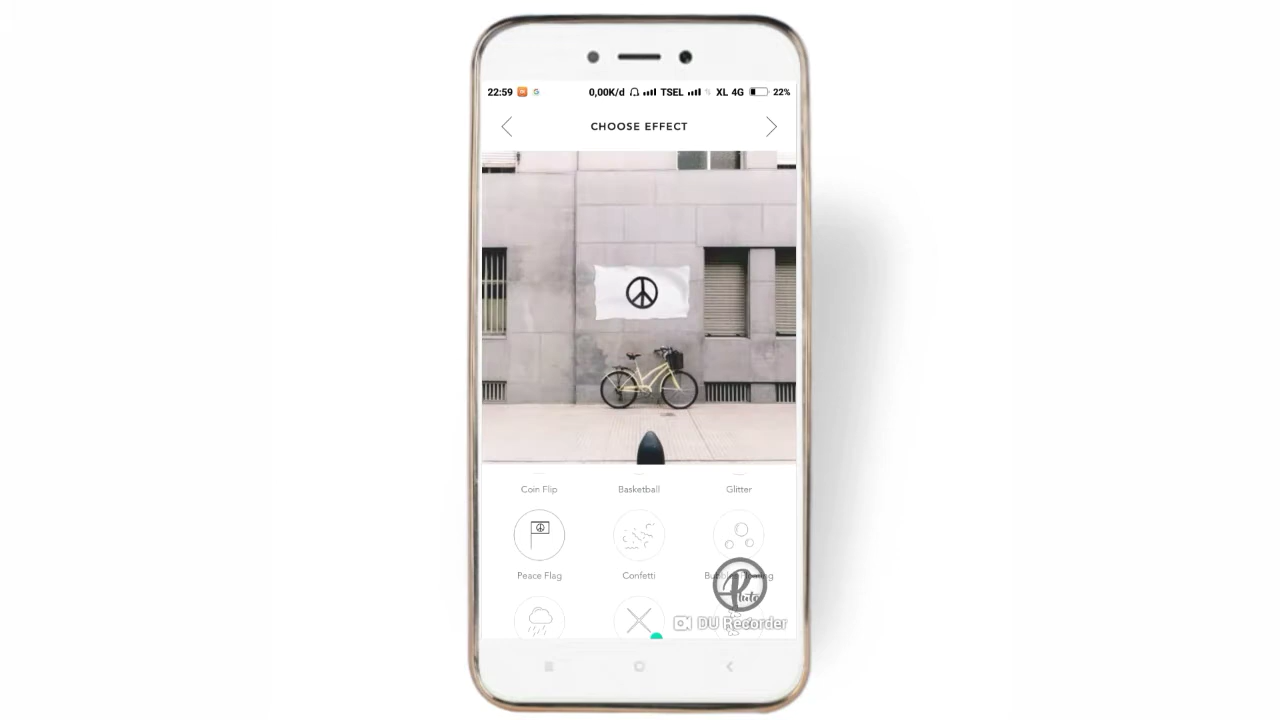 22:59 0,00K/d TSEL XL 4G 22%
CHOOSE EFFECT
Coin Flip Basketball Glitter
Peace Flag Confetti
Pluto
DU Recorder